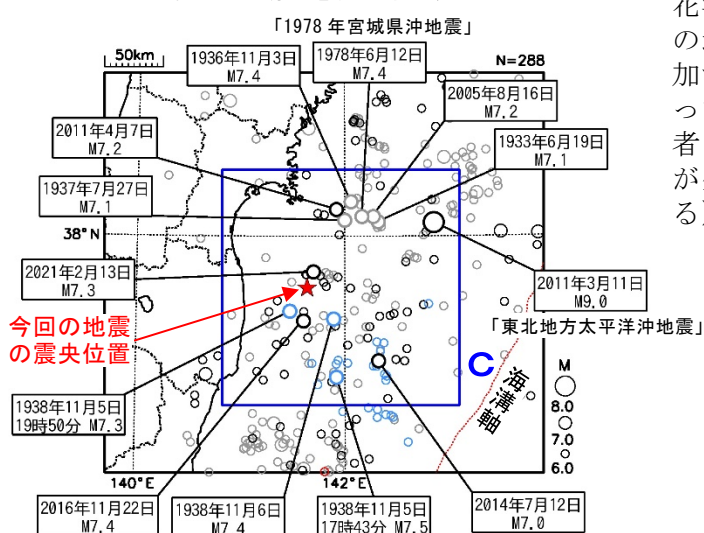 「1978年宮城県沖地震」
50km
N=288
1936年11月3日
M7.4
1978年6月12日
M7.4
2005年8月16日
M7.2
2011年4月7日
M7.2
1933年6月19日
M7.1
1937年7月27日
M7.1
38°N
2021年2月13日
M7.3
2011年3月11日
M9.0
「東北地方太平洋沖地震」
今回の地震
の震央位置
C
海溝軸
M
8.0
7.0
6.0
1938年11月5日
19時50分 M7.3
140°E
142°E
2016年11月22日
M7.4
1938年11月6日
M7.4
1938年11月5日
17時43分 M7.5
2014年7月12日
M7.0
花
の
加
っ
者
が
る